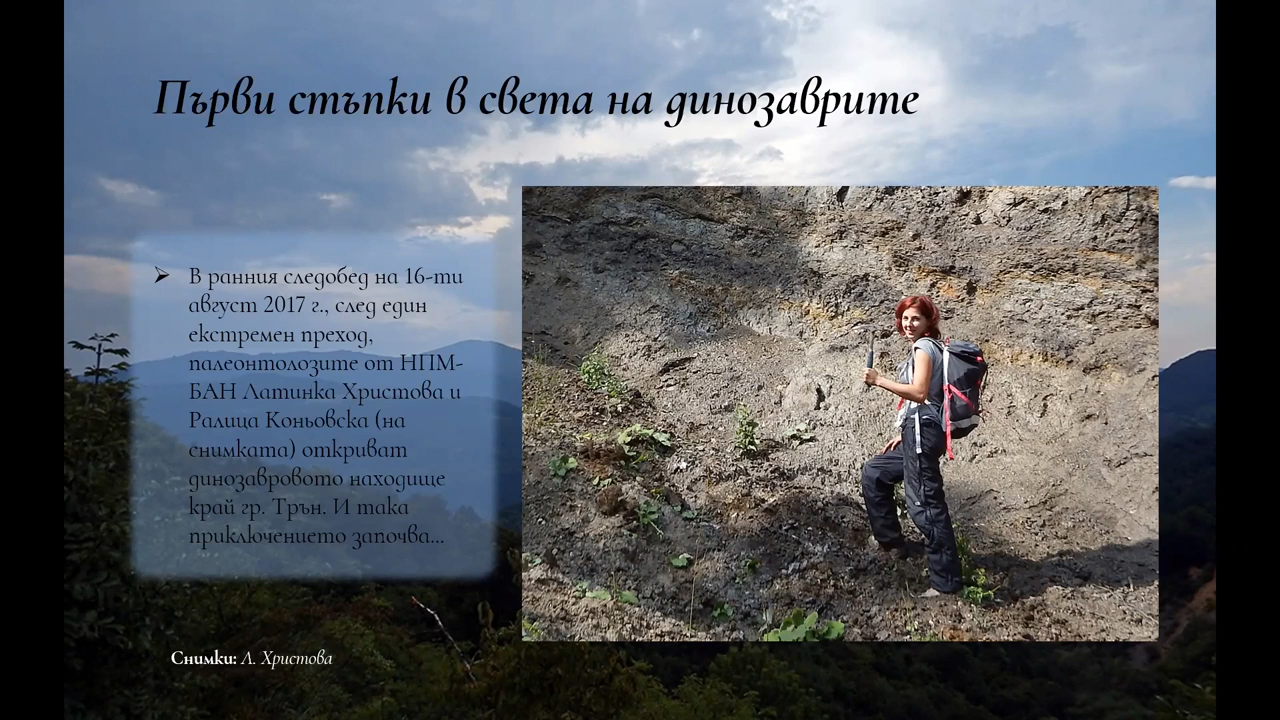 Първи стъпки в света на динозаврите
➢ В ранния следобед на 16-ти
август 2017 г., след един
екстремен преход,
палеонтолозите от НПМ-
БАН Латинка Христова и
Ралица Коньовска (на
снимката) откриват
динозавровото находище
край гр. Трън. И така
приключението започва...
Снимки: Л. Христова